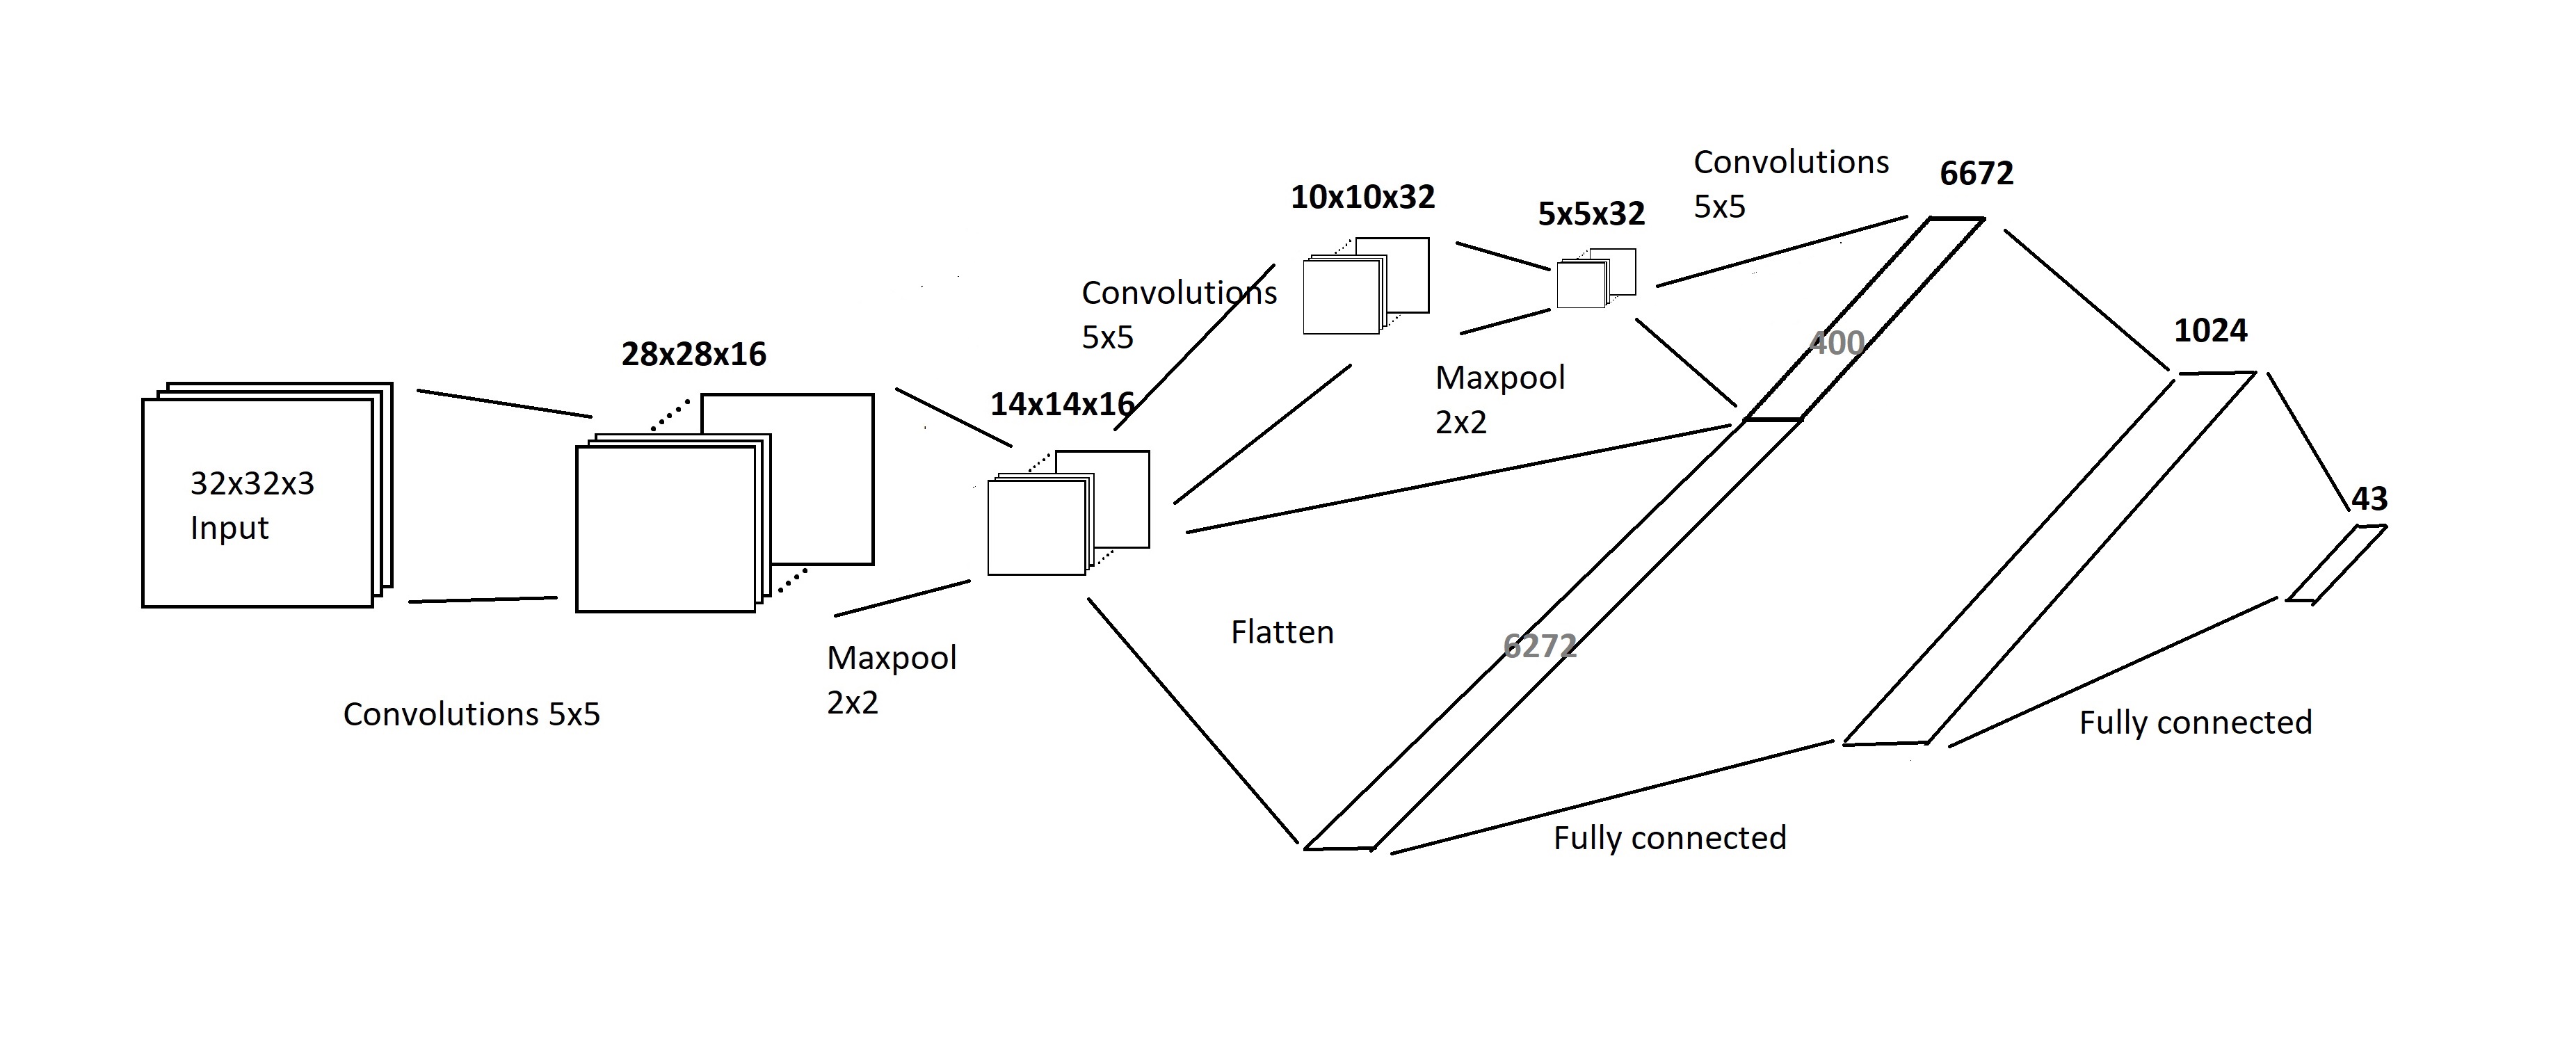 32x32x3
Input
Convolutions 5x5
28x28x16
Maxpool
2x2
14x14x16
Convolutions
5x5
10x10x32
Maxpool
2x2
5x5x32
Convolutions
5x5
6672
400
6272
Flatten
Fully connected
1024
Fully connected
43